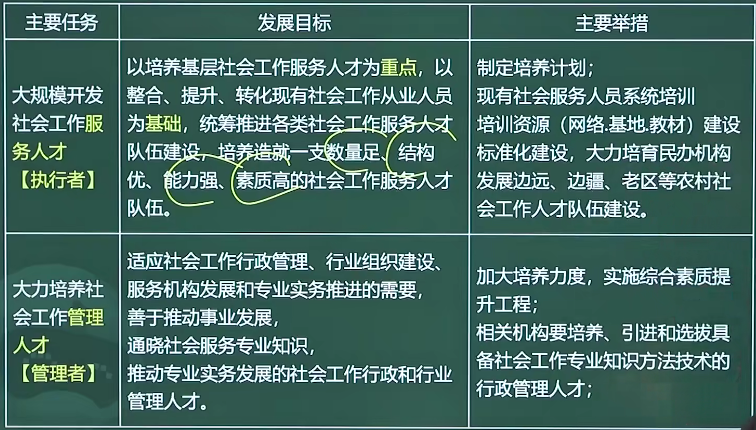 主要任务
发展目标
主要举措
大规模开发
社会工作服
务人才
【执行者】
以培养基层社会工作服务人才为重点，以
整合、提升、转化现有社会工作从业人员
为基础，统筹推进各类社会工作服务人才
队伍建设，培养造就一支数量足、结构
优、能力强、素质高的社会工作服务人才
队伍。
制定培养计划；
现有社会服务人员系统培训
培训资源（网络.基地.教材）建设
标准化建设，大力培育民办机构
发展边远、边疆、老区等农村社
会工作人才队伍建设。
大力培养社
会工作管理
人才
【管理者】
适应社会工作行政管理、行业组织建设、
服务机构发展和专业实务推进的需要，
善于推动事业发展，
通晓社会服务专业知识，
推动专业实务发展的社会工作行政和行业
管理人才。
加大培养力度，实施综合素质提
升工程；
相关机构要培养、引进和选拔具
备社会工作专业知识方法技术的
行政管理人才；